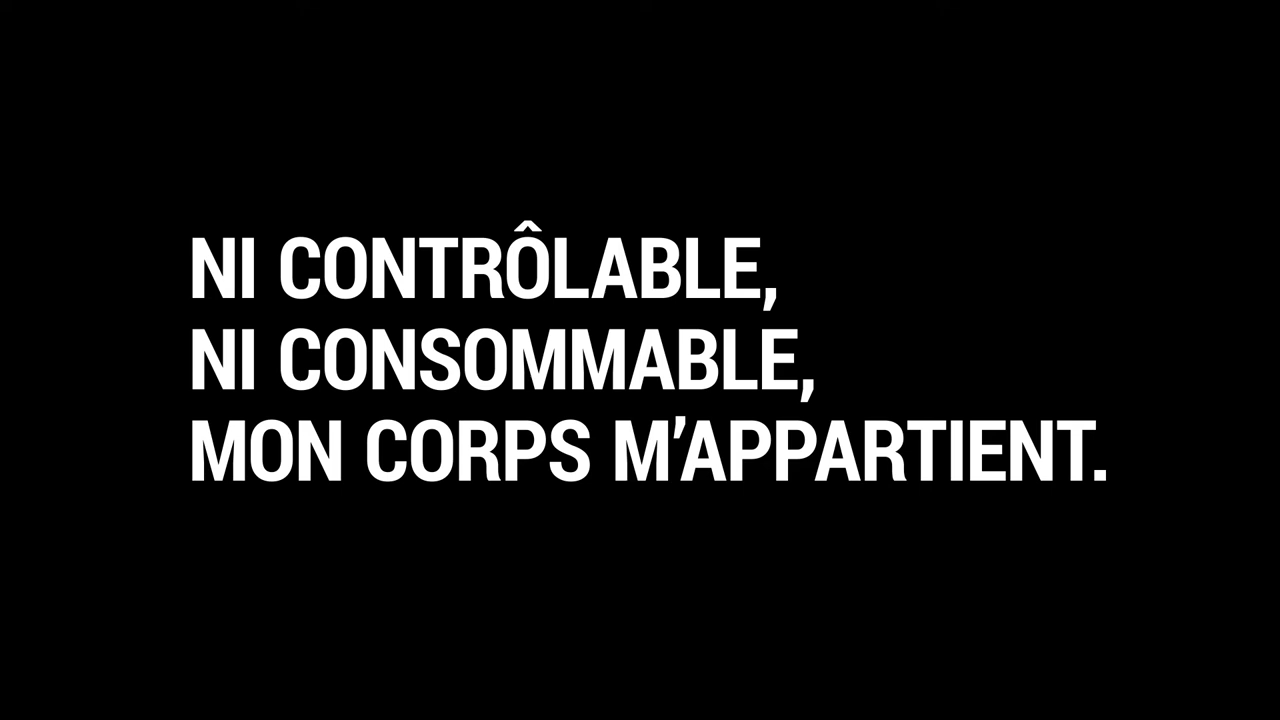 NI CONTRÔLABLE,
NI CONSOMMABLE,
MON CORPS M’APPARTIENT.